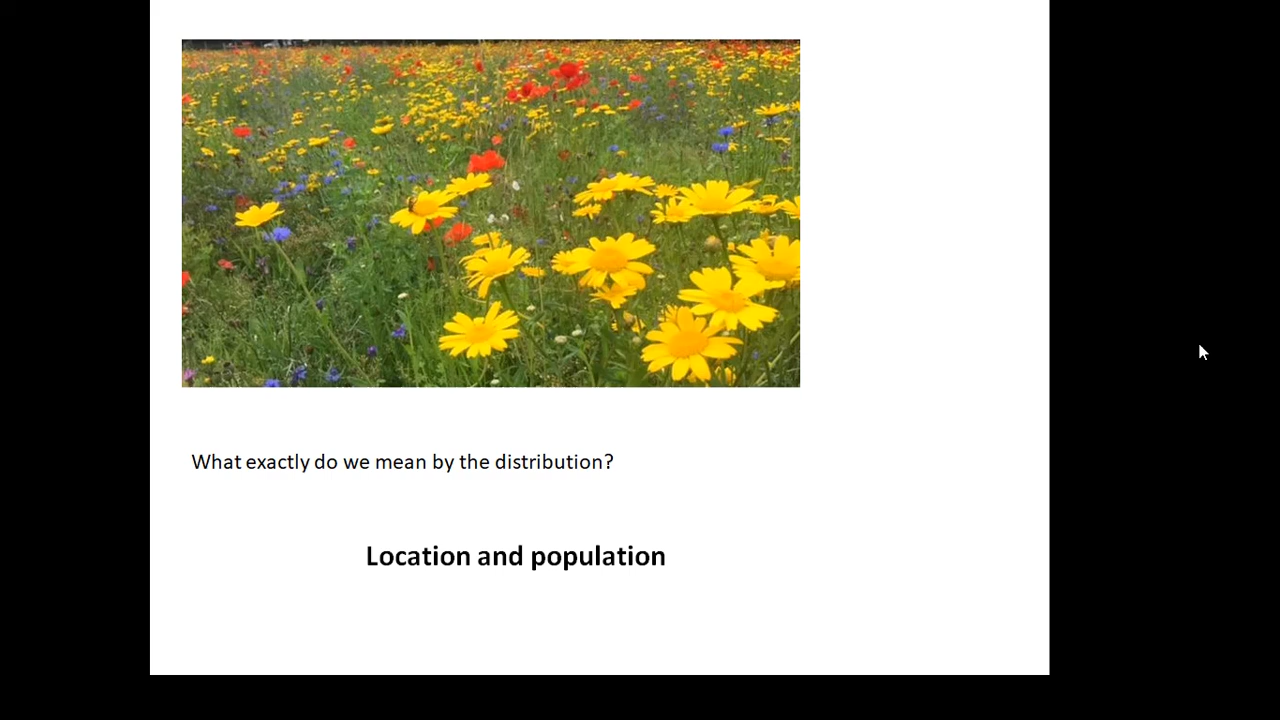 What exactly do we mean by the distribution?
Location and population